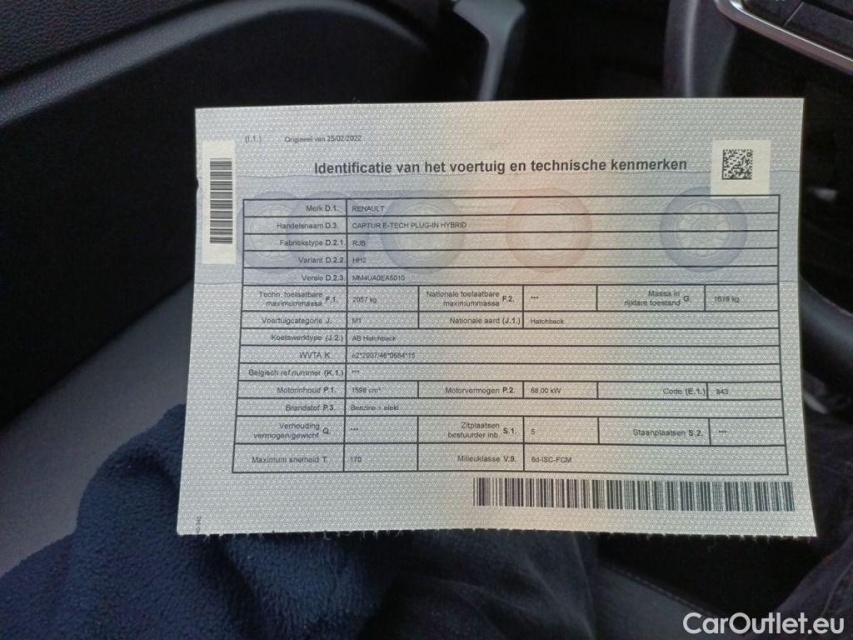 (I.1.) Origineel van 25/02/2022
Identificatie van het voertuig en technische kenmerken
Merk D.1. RENAULT
Handelsnaam D.3. CAPTUR E-TECH PLUG-IN HYBRID
Fabriekstype D.2.1. RJB
Variant D.2.2. HH2
Versie D.2.3. MM4UA0EA5010
Techn. toelaatbare maximummassa F.1. 2057 kg Nationale toelaatbare maximummassa F.2. --- Massa in rijklare toestand G. 1619 kg
Voertuigcategorie J. M1 Nationale aard (J.1.) Hatchback
Koetswerktype (J.2.) AB Hatchback
WVTA K. e2*2007/46*0684*15
Belgisch ref.nummer (K.1.) ---
Motorinhoud P.1. 1598 cm³ Motorvermogen P.2. 68.00 kW Code (E.1.) 843
Brandstof P.3. Benzine + elekt
Verhouding vermogen/gewicht Q. --- Zitplaatsen bestuurder inb. S.1. 5 Staanplaatsen S.2. ---
Maximum snelheid T. 170 Milieuklasse V.9. 6d-ISC-FCM
CarOutlet.eu